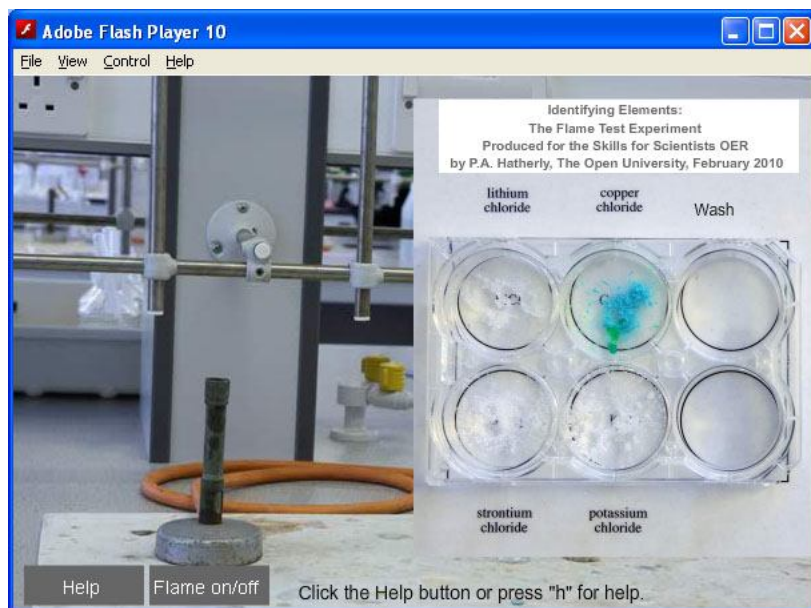 Adobe Flash Player 10
File View Control Help
Identifying Elements:
The Flame Test Experiment
Produced for the Skills for Scientists OER
by P.A. Hatherly, The Open University, February 2010
lithium
chloride
copper
chloride
Wash
strontium
chloride
potassium
chloride
Help
Flame on/off
Click the Help button or press "h" for help.